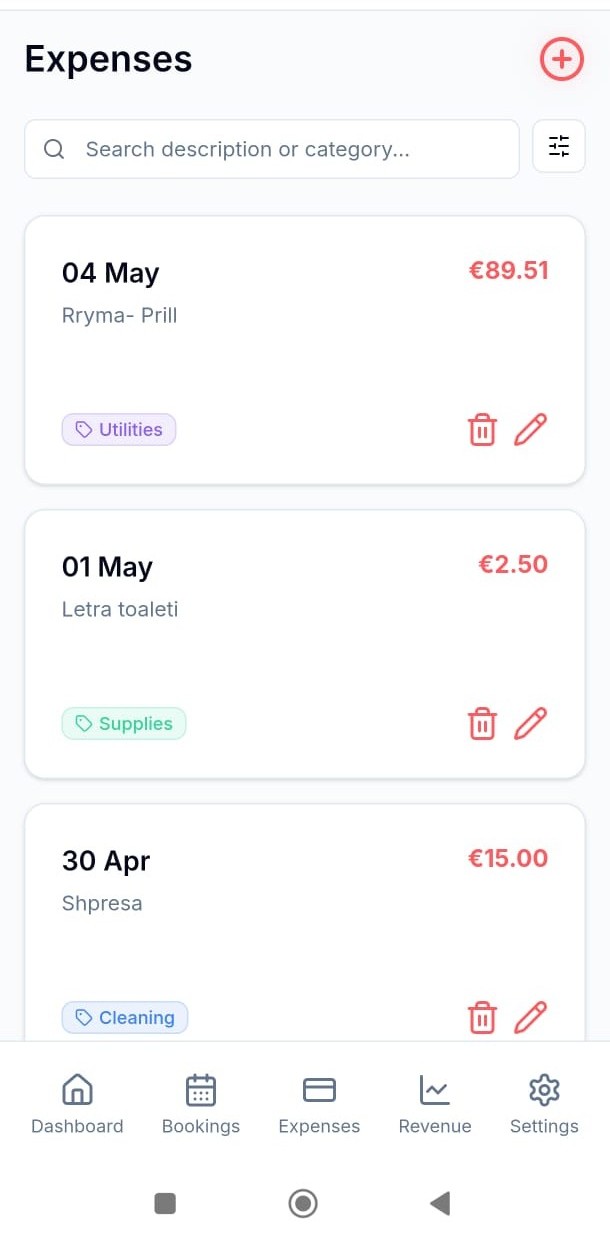 Expenses
Search description or category...
04 May
€89.51
Rryma- Prill
Utilities
01 May
€2.50
Letra toaleti
Supplies
30 Apr
€15.00
Shpresa
Cleaning
Dashboard
Bookings
Expenses
Revenue
Settings